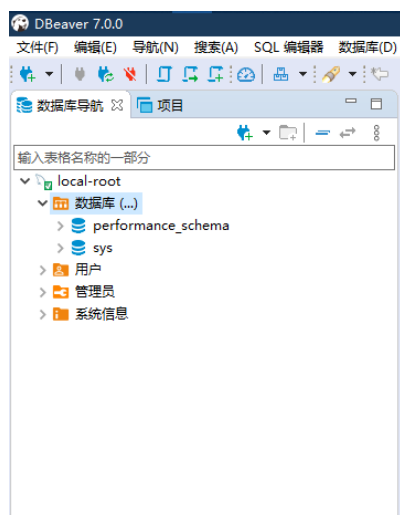 DBeaver 7.0.0
文件(F) 编辑(E) 导航(N) 搜索(A) SQL 编辑器 数据库(D)
数据库导航 项目
输入表格名称的一部分
local-root
数据库 (...)
performance_schema
sys
用户
管理员
系统信息